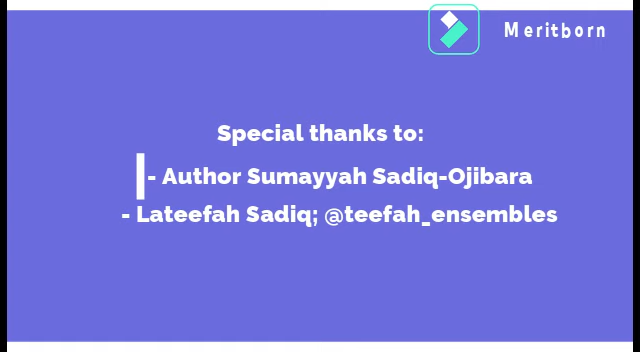 Meritborn
Special thanks to:
- Author Sumayyah Sadiq-Ojibara
- Lateefah Sadiq; @teefah_ensembles